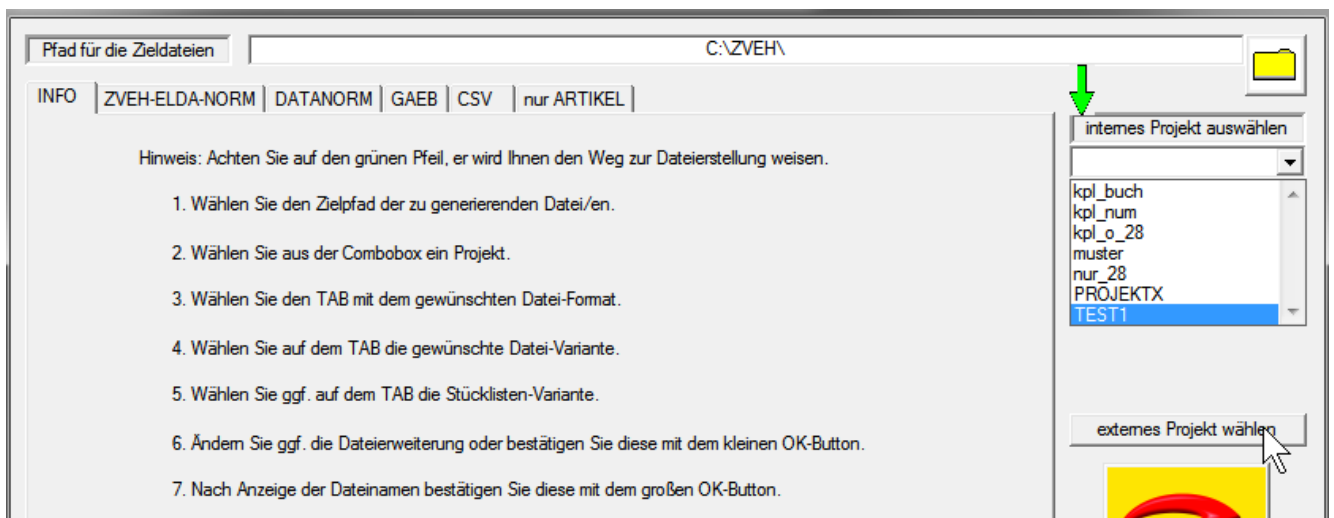 Pfad für die Zieldateien
C:\ZVEH\
INFO ZVEH-ELDA-NORM DATANORM GAEB CSV nur ARTIKEL
Hinweis: Achten Sie auf den grünen Pfeil, er wird Ihnen den Weg zur Dateierstellung weisen.
1. Wählen Sie den Zielpfad der zu generierenden Datei/en.
2. Wählen Sie aus der Combobox ein Projekt.
3. Wählen Sie den TAB mit dem gewünschten Datei-Format.
4. Wählen Sie auf dem TAB die gewünschte Datei-Variante.
5. Wählen Sie ggf. auf dem TAB die Stücklisten-Variante.
6. Ändern Sie ggf. die Dateierweiterung oder bestätigen Sie diese mit dem kleinen OK-Button.
7. Nach Anzeige der Dateinamen bestätigen Sie diese mit dem großen OK-Button.
internes Projekt auswählen
kpl_buch
kpl_num
kpl_o_28
muster
nur_28
PROJEKTX
TEST1
externes Projekt wählen